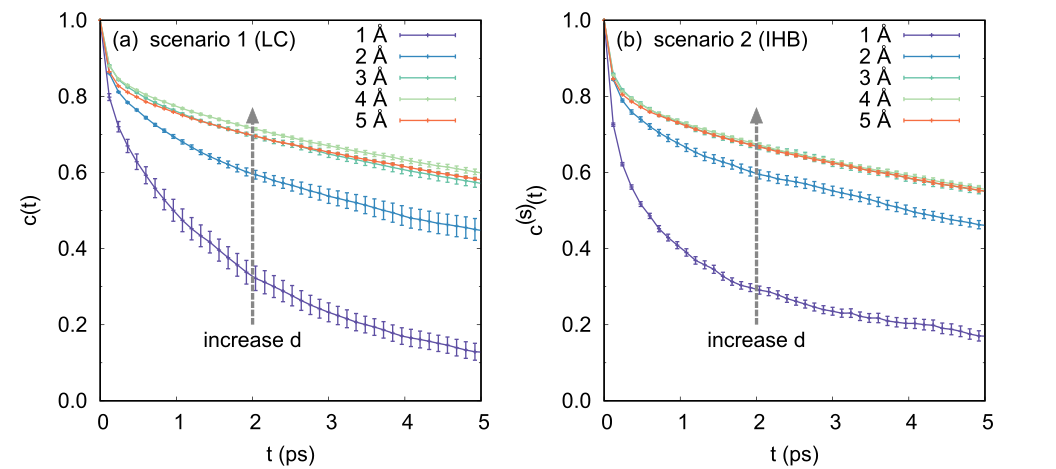 (a) scenario 1 (LC)
1 Å
2 Å
3 Å
4 Å
5 Å
increase d
c(t)
1.0
0.8
0.6
0.4
0.2
0.0
0 1 2 3 4 5
t (ps)
(b) scenario 2 (IHB)
1 Å
2 Å
3 Å
4 Å
5 Å
increase d
c(s)(t)
1.0
0.8
0.6
0.4
0.2
0.0
0 1 2 3 4 5
t (ps)